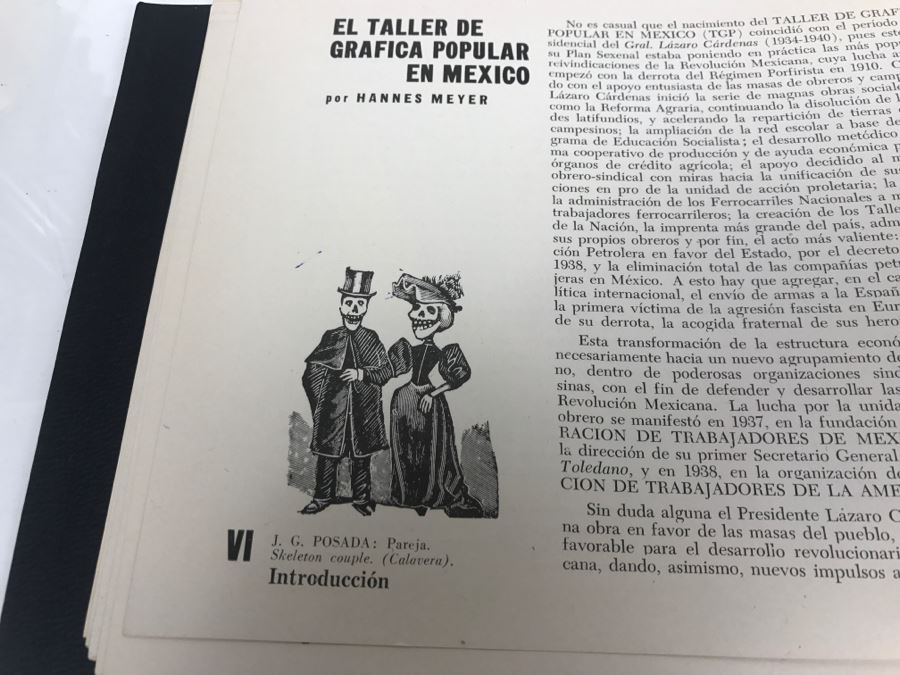 EL TALLER DE
GRAFICA POPULAR
EN MEXICO
por HANNES MEYER
J. G. POSADA: Pareja.
Skeleton couple. (Calavera).
VI
Introducción
No es casual que el nacimiento del TALLER DE
POPULAR EN MEXICO (TGP) coincidió con el período
sidencial del Gral. Lázaro Cárdenas (1934-1940), pues
su Plan Sexenal estaba poniendo en práctica las más
reivindicaciones de la Revolución Mexicana, cuya lucha
empezó con la derrota del Régimen Porfirista en 1910.
do con el apoyo entusiasta de las masas de obreros y
Lázaro Cárdenas inició la serie de magnas obras
como la Reforma Agraria, continuando la disolución de
des latifundios, y acelerando la repartición de tierras
campesinos; la ampliación de la red escolar a base
grama de Educación Socialista; el desarrollo metódico
ma cooperativo de producción y de ayuda económica
órganos de crédito agrícola; el apoyo decidido al
obrero-sindical con miras hacia la unificación de
ciones en pro de la unidad de acción proletaria; la
la administración de los Ferrocarriles Nacionales a
trabajadores ferrocarrileros; la creación de los
de la Nación, la imprenta más grande del país,
sus propios obreros y por fin, el acto más valiente:
ción Petrolera en favor del Estado, por el decreto
1938, y la eliminación total de las compañías
jeras en México. A esto hay que agregar, en el
lítica internacional, el envío de armas a la
la primera víctima de la agresión fascista en
de su derrota, la acogida fraternal de sus
Esta transformación de la estructura
necesariamente hacia un nuevo agrupamiento
no, dentro de poderosas organizaciones
sinas, con el fin de defender y desarrollar las
Revolución Mexicana. La lucha por la
obrero se manifestó en 1937, en la fundación
RACION DE TRABAJADORES DE
la dirección de su primer Secretario General
Toledano, y en 1938, en la organización
CION DE TRABAJADORES DE LA
Sin duda alguna el Presidente Lázaro
na obra en favor de las masas del pueblo,
favorable para el desarrollo
cana, dando, asimismo, nuevos impulsos a